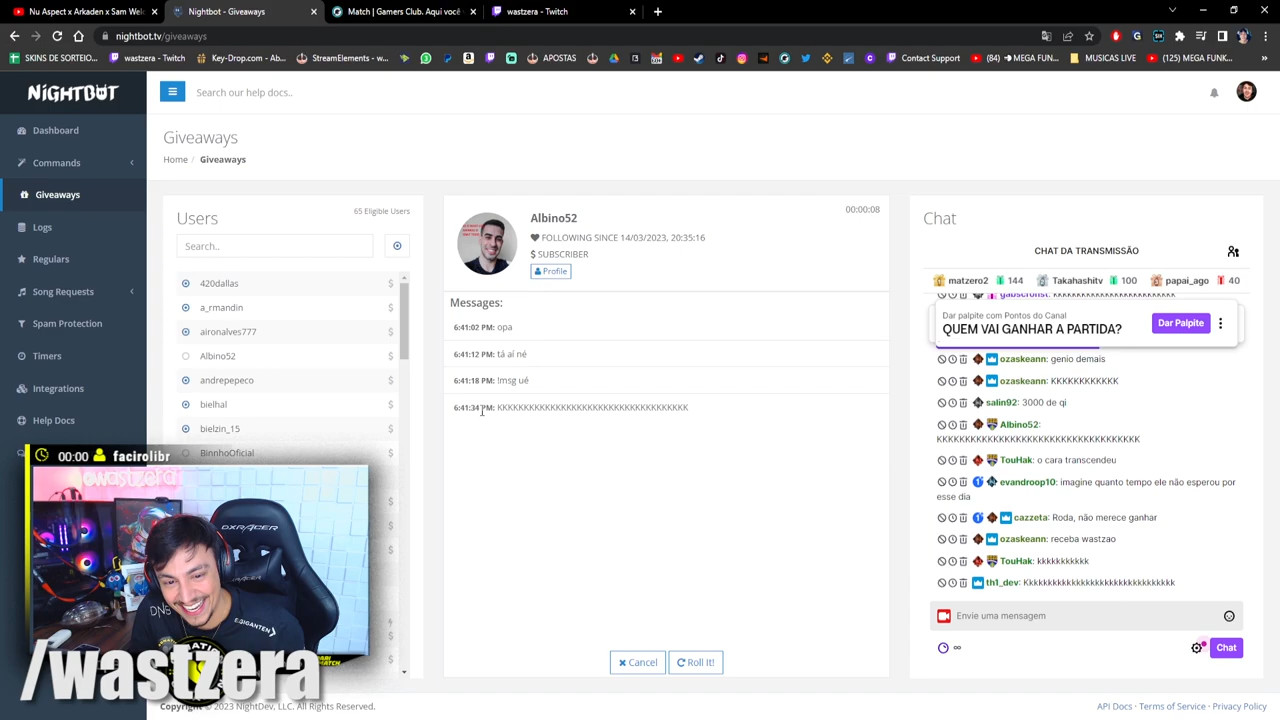 Nu Aspect x Arkaden x Sam Wel
Nightbot - Giveaways
Match | Gamers Club. Aqui você
wastzera - Twitch
nightbot.tv/giveaways
SKINS DE SORTEIO...
wastzera - Twitch
Key-Drop.com - Ab...
StreamElements - w...
APOSTAS
Contact Support
(84) MEGA FUN...
MUSICAS LIVE
(125) MEGA FUNK...
NIGHTBOT
Search our help docs..
Dashboard
Commands
Giveaways
Logs
Regulars
Song Requests
Spam Protection
Timers
Integrations
Help Docs
Giveaways
Home / Giveaways
Users
65 Eligible Users
Search..
420dallas $
a_rmandin $
aironalves777 $
Albino52 $
andrepepeco $
bielhal $
bielzin_15 $
BinnhoOficial
Albino52
00:00:08
FOLLOWING SINCE 14/03/2023, 20:35:16
$ SUBSCRIBER
Profile
Messages:
6:41:02 PM: opa
6:41:12 PM: tá aí né
6:41:18 PM: !msg ué
6:41:34 PM: KKKKKKKKKKKKKKKKKKKKKKKKKKKKKKKKKKKK
Cancel
Roll It!
Chat
CHAT DA TRANSMISSÃO
matzero2 144
Takahashitv 100
papai_ago 40
Dar palpite com Pontos do Canal
QUEM VAI GANHAR A PARTIDA?
Dar Palpite
ozaskeann: genio demais
ozaskeann: KKKKKKKKKKKK
salin92: 3000 de qi
Albino52:
KKKKKKKKKKKKKKKKKKKKKKKKKKKKKKKKKKKK
TouHak: o cara transcendeu
evandroop10: imagine quanto tempo ele não esperou por
esse dia
cazzeta: Roda, não merece ganhar
ozaskeann: receba wastzao
TouHak: kkkkkkkkkkk
th1_dev: Kkkkkkkkkkkkkkkkkkkkkkkkkkkkkk
Envie uma mensagem
Chat
00:00
facirolibr
DXRACER
/wastzera
Copyright © 2023 NightDev, LLC. All Rights Reserved.
API Docs · Terms of Service · Privacy Policy